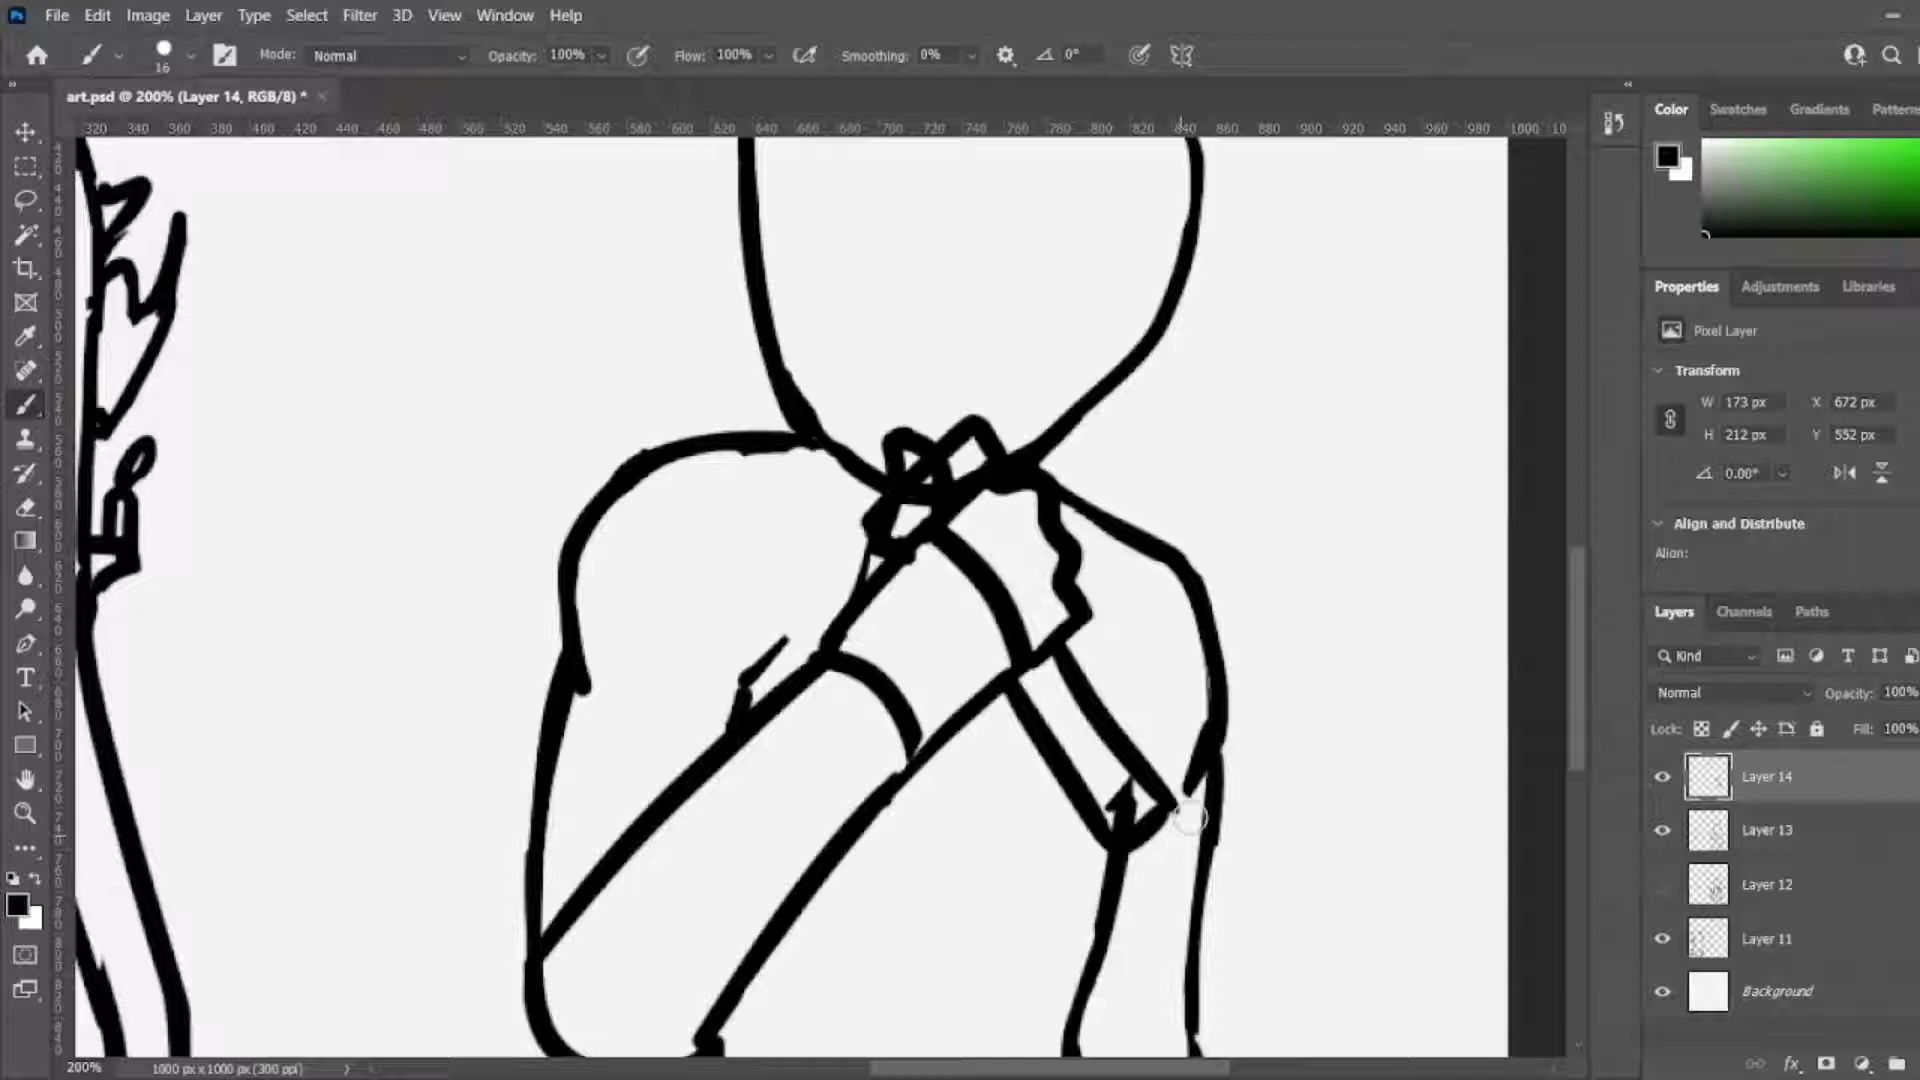 Ps File Edit Image Layer Type Select Filter 3D View Window Help
16 Mode: Normal Opacity: 100% Flow: 100% Smoothing: 0% 0°
art.psd @ 200% (Layer 14, RGB/8) *
320 340 360 380 400 420 440 460 480 500 520 540 560 580 600 620 640 660 680 700 720 740 760 780 800 820 840 860 880 900 920 940 960 980 1000 10
Color Swatches Gradients Patterns
Properties Adjustments Libraries
Pixel Layer
Transform
W 173 px X 672 px
H 212 px Y 552 px
0.00°
Align and Distribute
Align:
Layers Channels Paths
Kind
Normal Opacity: 100%
Lock: Fill: 100%
Layer 14
Layer 13
Layer 12
Layer 11
Background
fx
200% 1000 px x 1000 px (300 ppi)